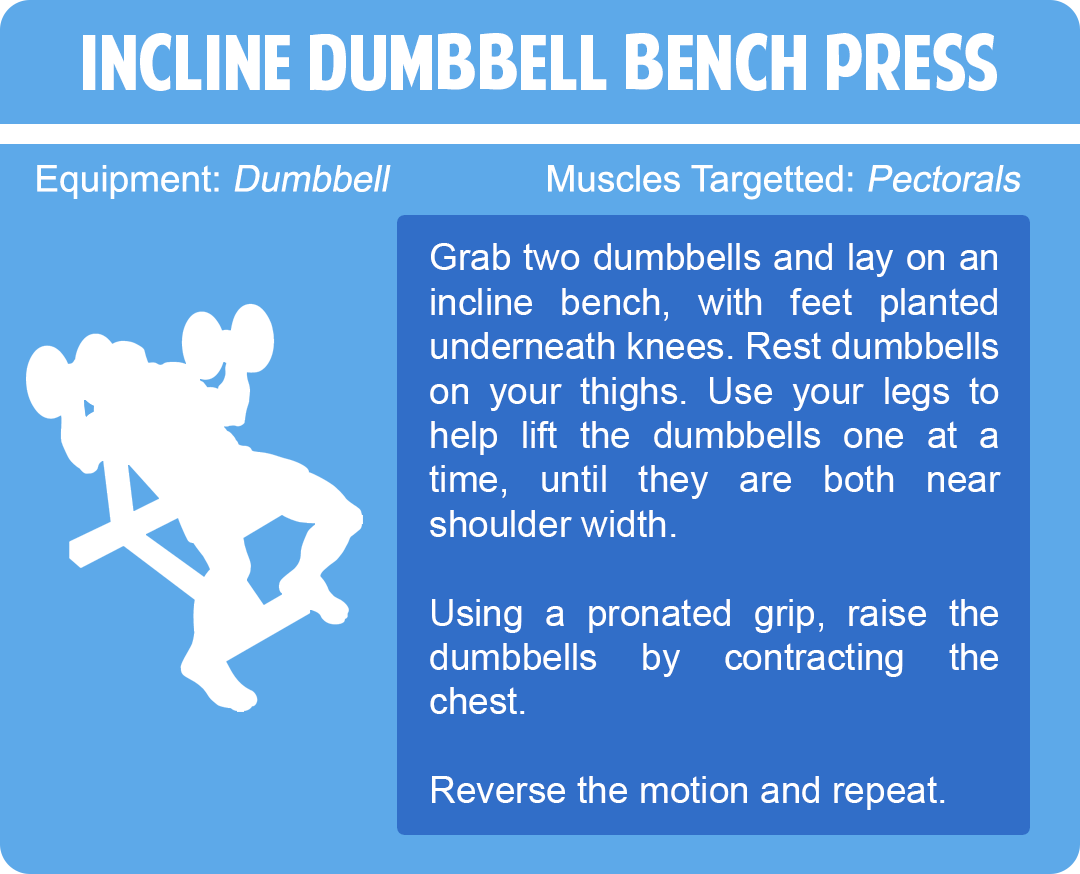 INCLINE DUMBBELL BENCH PRESS
Equipment: Dumbbell
Muscles Targetted: Pectorals
Grab two dumbbells and lay on an
incline bench, with feet planted
underneath knees. Rest dumbbells
on your thighs. Use your legs to
help lift the dumbbells one at a
time, until they are both near
shoulder width.
Using a pronated grip, raise the
dumbbells by contracting the
chest.
Reverse the motion and repeat.